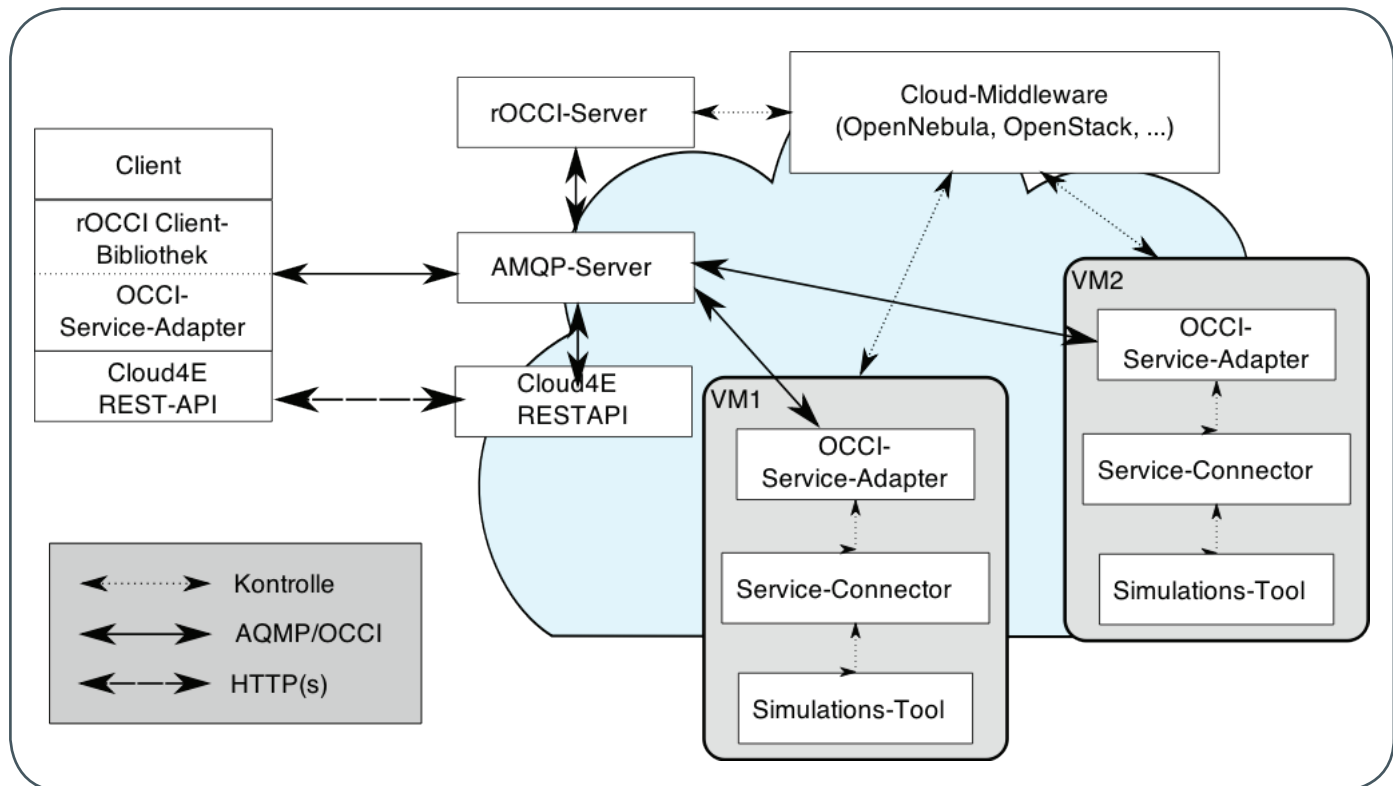 Client
rOCCI Client-
Bibliothek
OCCI-
Service-Adapter
Cloud4E
REST-API
rOCCI-Server
AMQP-Server
Cloud4E
RESTAPI
Cloud-Middleware
(OpenNebula, OpenStack, ...)
VM1
OCCI-
Service-Adapter
Service-Connector
Simulations-Tool
VM2
OCCI-
Service-Adapter
Service-Connector
Simulations-Tool
Kontrolle
AQMP/OCCI
HTTP(s)